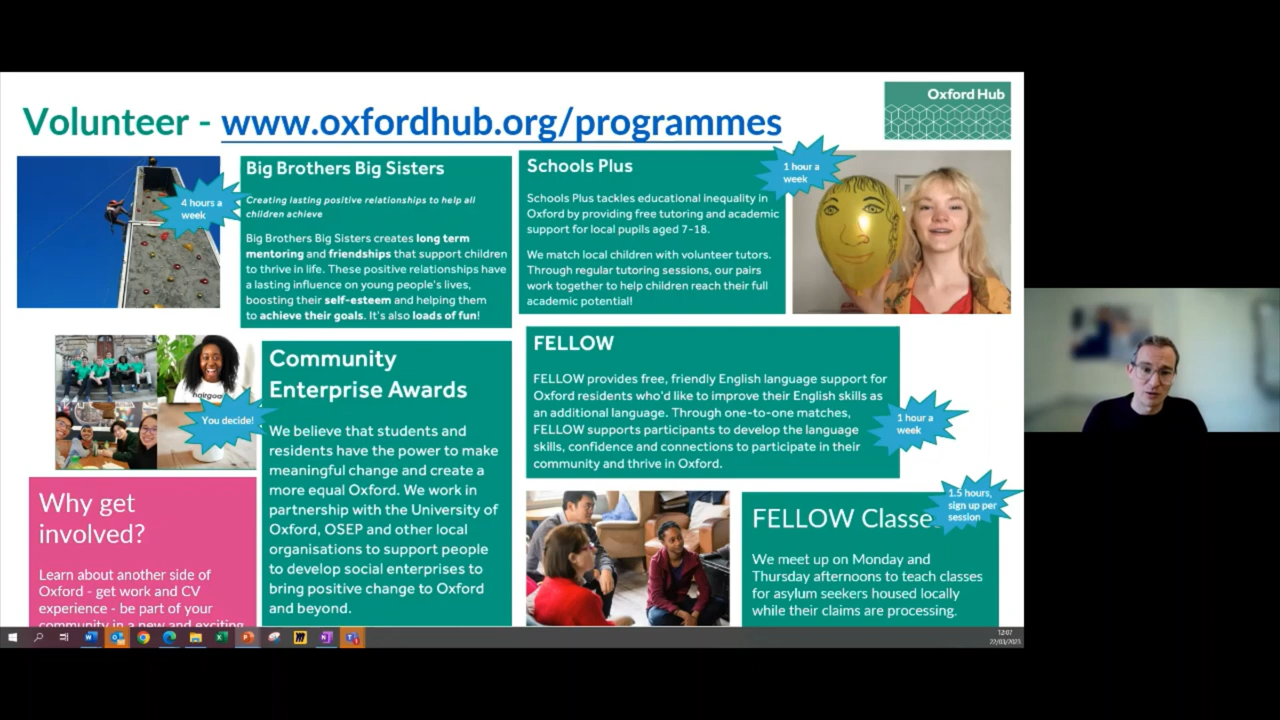 Oxford Hub
Volunteer - www.oxfordhub.org/programmes
4 hours a
week
Big Brothers Big Sisters
Creating lasting positive relationships to help all
children achieve
Big Brothers Big Sisters creates long term
mentoring and friendships that support children
to thrive in life. These positive relationships have
a lasting influence on young people's lives,
boosting their self-esteem and helping them
to achieve their goals. It's also loads of fun!
Schools Plus
1 hour a
week
Schools Plus tackles educational inequality in
Oxford by providing free tutoring and academic
support for local pupils aged 7-18.
We match local children with volunteer tutors.
Through regular tutoring sessions, our pairs
work together to help children reach their full
academic potential!
You decide!
Community
Enterprise Awards
We believe that students and
residents have the power to make
meaningful change and create a
more equal Oxford. We work in
partnership with the University of
Oxford, OSEP and other local
organisations to support people
to develop social enterprises to
bring positive change to Oxford
and beyond.
FELLOW
FELLOW provides free, friendly English language support for
Oxford residents who'd like to improve their English skills as
an additional language. Through one-to-one matches,
FELLOW supports participants to develop the language
skills, confidence and connections to participate in their
community and thrive in Oxford.
1 hour a
week
Why get
involved?
Learn about another side of
Oxford - get work and CV
experience - be part of your
community in a new and exciting
FELLOW Classe
1.5 hours,
sign up per
session
We meet up on Monday and
Thursday afternoons to teach classes
for asylum seekers housed locally
while their claims are processing.
12:07